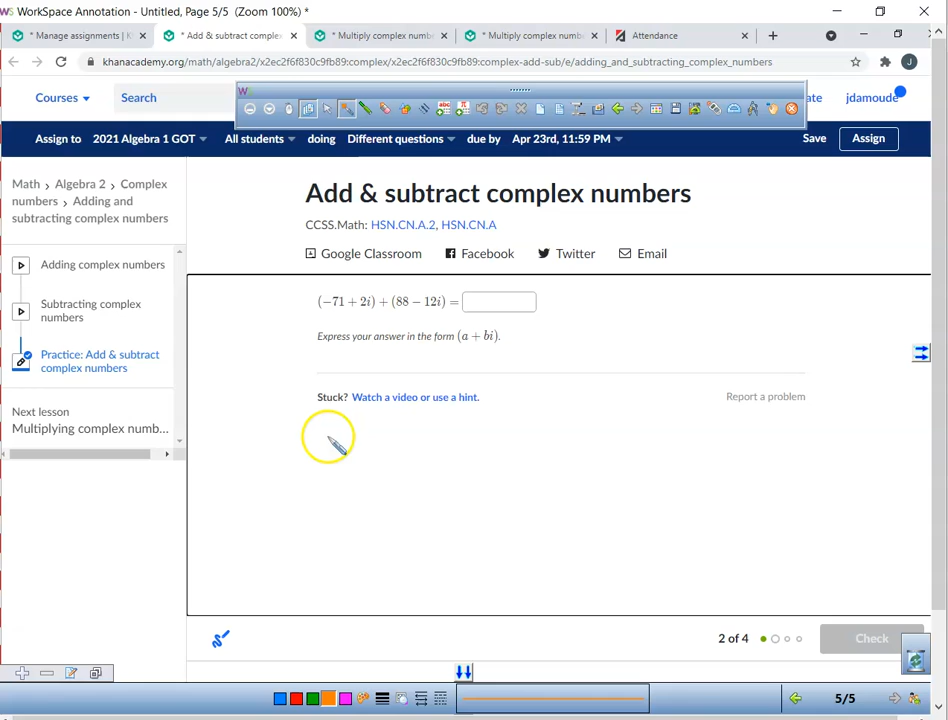 WorkSpace Annotation - Untitled, Page 5/5 (Zoom 100%) *
* Manage assignments | K
* Add & subtract complex
* Multiply complex number
* Multiply complex numbe
Attendance
khanacademy.org/math/algebra2/x2ec2f6f830c9fb89:complex/x2ec2f6f830c9fb89:complex-add-sub/e/adding_and_subtracting_complex_numbers
J
Courses
Search
ate
jdamoude
Assign to 2021 Algebra 1 GOT All students doing Different questions due by Apr 23rd, 11:59 PM Save Assign
Math > Algebra 2 > Complex
numbers > Adding and
subtracting complex numbers
Adding complex numbers
Subtracting complex
numbers
Practice: Add & subtract
complex numbers
Next lesson
Multiplying complex numb...
Add & subtract complex numbers
CCSS.Math: HSN.CN.A.2, HSN.CN.A
Google Classroom Facebook Twitter Email
(−71 + 2i) + (88 − 12i) =
Express your answer in the form (a + bi).
Stuck? Watch a video or use a hint.
Report a problem
2 of 4
Check
5/5